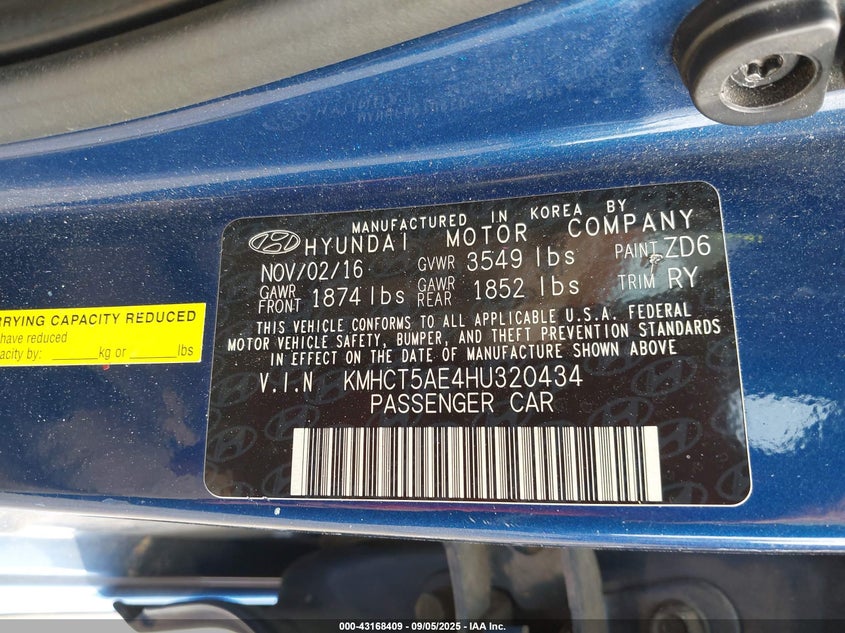 MANUFACTURED IN KOREA BY
HYUNDAI MOTOR COMPANY
NOV/02/16 GVWR 3549 lbs PAINT ZD6
GAWR FRONT 1874 lbs GAWR REAR 1852 lbs TRIM RY
THIS VEHICLE CONFORMS TO ALL APPLICABLE U.S.A. FEDERAL
MOTOR VEHICLE SAFETY, BUMPER, AND THEFT PREVENTION STANDARDS
IN EFFECT ON THE DATE OF MANUFACTURE SHOWN ABOVE
V.I.N KMHCT5AE4HU320434
PASSENGER CAR
RRYING CAPACITY REDUCED
have reduced
pacity by: ______kg or ______lbs
000-43168409 - 09/05/2025 - IAA Inc.